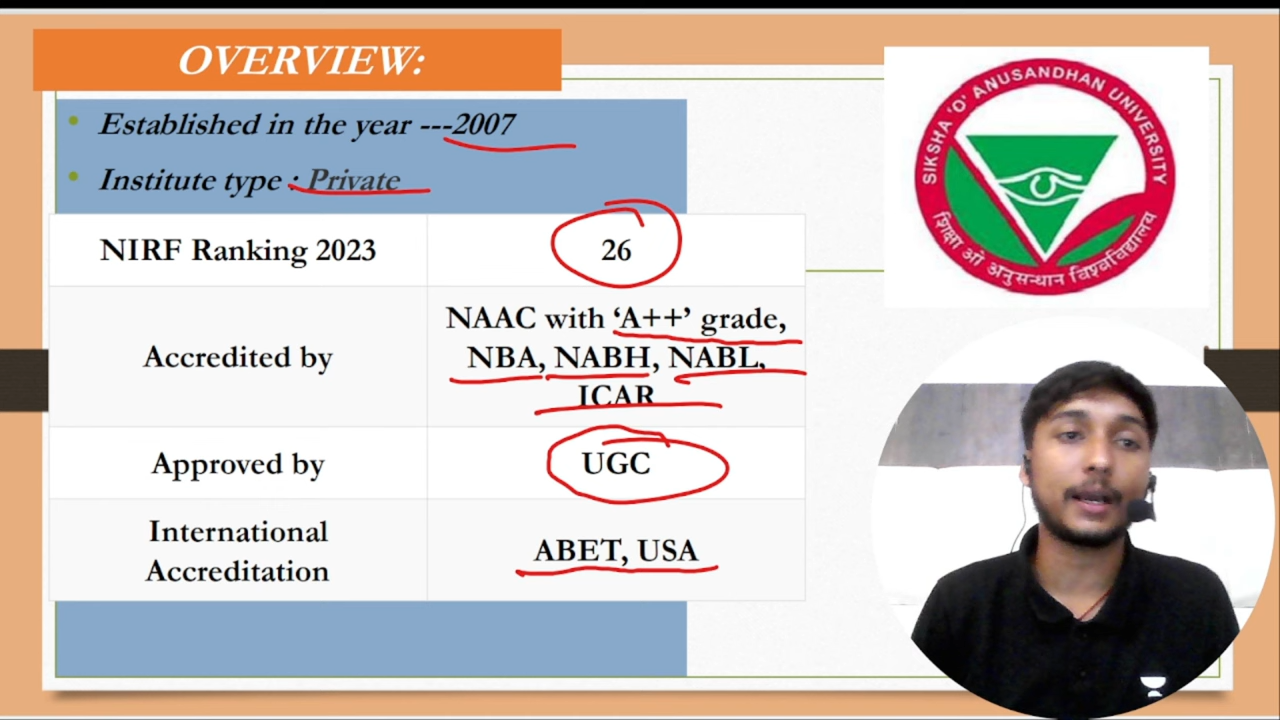 OVERVIEW:
• Established in the year ---2007
• Institute type : Private
NIRF Ranking 2023
26
Accredited by
NAAC with ‘A++’ grade,
NBA, NABH, NABL,
ICAR
Approved by
UGC
International
Accreditation
ABET, USA
SIKSHA 'O' ANUSANDHAN UNIVERSITY
शिक्षा ओ अनुसन्धान विश्वविद्यालय